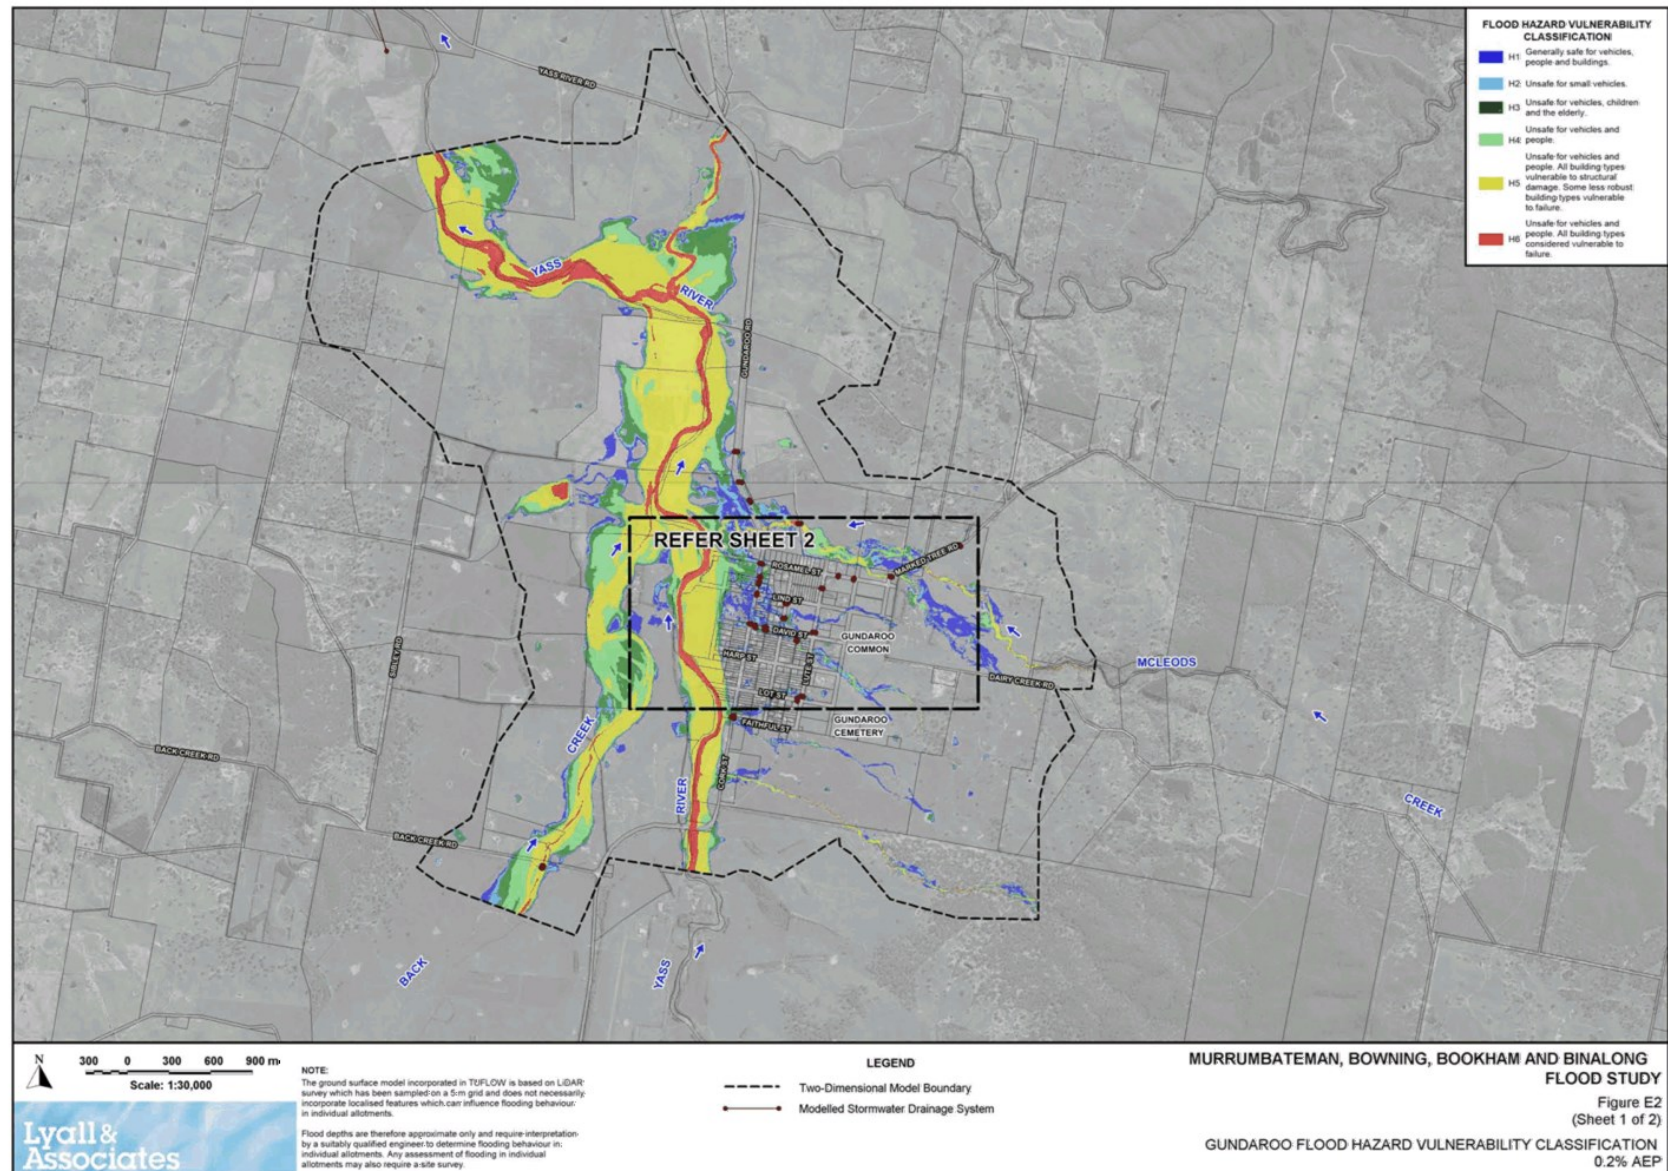 FLOOD HAZARD VULNERABILITY
CLASSIFICATION
H1 Generally safe for vehicles,
people and buildings.
H2 Unsafe for small vehicles.
H3 Unsafe for vehicles, children
and the elderly.
H4 Unsafe for vehicles and
people.
H5 Unsafe for vehicles and
people. All building types
vulnerable to structural
damage. Some less robust
building types vulnerable
to failure.
H6 Unsafe for vehicles and
people. All building types
considered vulnerable to
failure.
YASS RIVER RD
YASS
RIVER
GUNDAROO RD
REFER SHEET 2
MARKED TREE RD
ROSAMEL ST
LIND ST
DAVID ST
GUNDAROO
COMMON
HARP ST
LUTE ST
SIBLEY RD
MCLEODS
DAIRY CREEK RD
LOT ST
FAITHFUL ST
GUNDAROO
CEMETERY
CREEK
BACK CREEK RD
CORK ST
RIVER
CREEK
BACK CREEK RD
BACK
YASS
N
300 0 300 600 900 m
Scale: 1:30,000
Lyall &
Associates
NOTE:
The ground surface model incorporated in TUFLOW is based on LiDAR
survey which has been sampled on a 5 m grid and does not necessarily
incorporate localised features which can influence flooding behaviour
in individual allotments.
Flood depths are therefore approximate only and require interpretation
by a suitably qualified engineer to determine flooding behaviour in
individual allotments. Any assessment of flooding in individual
allotments may also require a site survey.
LEGEND
Two-Dimensional Model Boundary
Modelled Stormwater Drainage System
MURRUMBATEMAN, BOWNING, BOOKHAM AND BINALONG
FLOOD STUDY
Figure E2
(Sheet 1 of 2)
GUNDAROO FLOOD HAZARD VULNERABILITY CLASSIFICATION
0.2% AEP